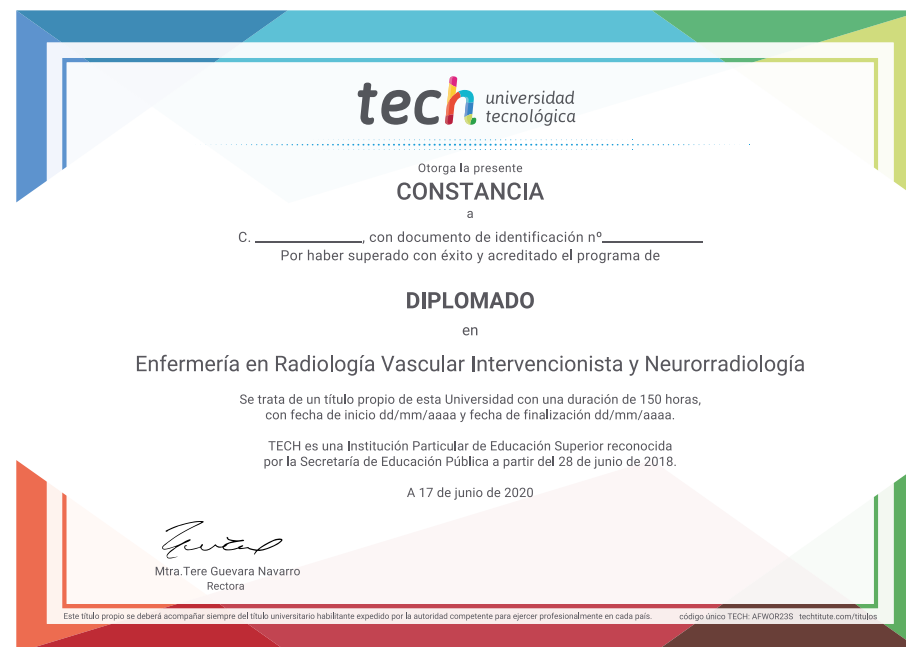 tech universidad
tecnológica
Otorga la presente
CONSTANCIA
a
C. ______________, con documento de identificación nº______________
Por haber superado con éxito y acreditado el programa de
DIPLOMADO
en
Enfermería en Radiología Vascular Intervencionista y Neurorradiología
Se trata de un título propio de esta Universidad con una duración de 150 horas,
con fecha de inicio dd/mm/aaaa y fecha de finalización dd/mm/aaaa.
TECH es una Institución Particular de Educación Superior reconocida
por la Secretaría de Educación Pública a partir del 28 de junio de 2018.
A 17 de junio de 2020
Mtra.Tere Guevara Navarro
Rectora
Este título propio se deberá acompañar siempre del título universitario habilitante expedido por la autoridad competente para ejercer profesionalmente en cada país. código único TECH: AFWOR23S techtitute.com/titulos